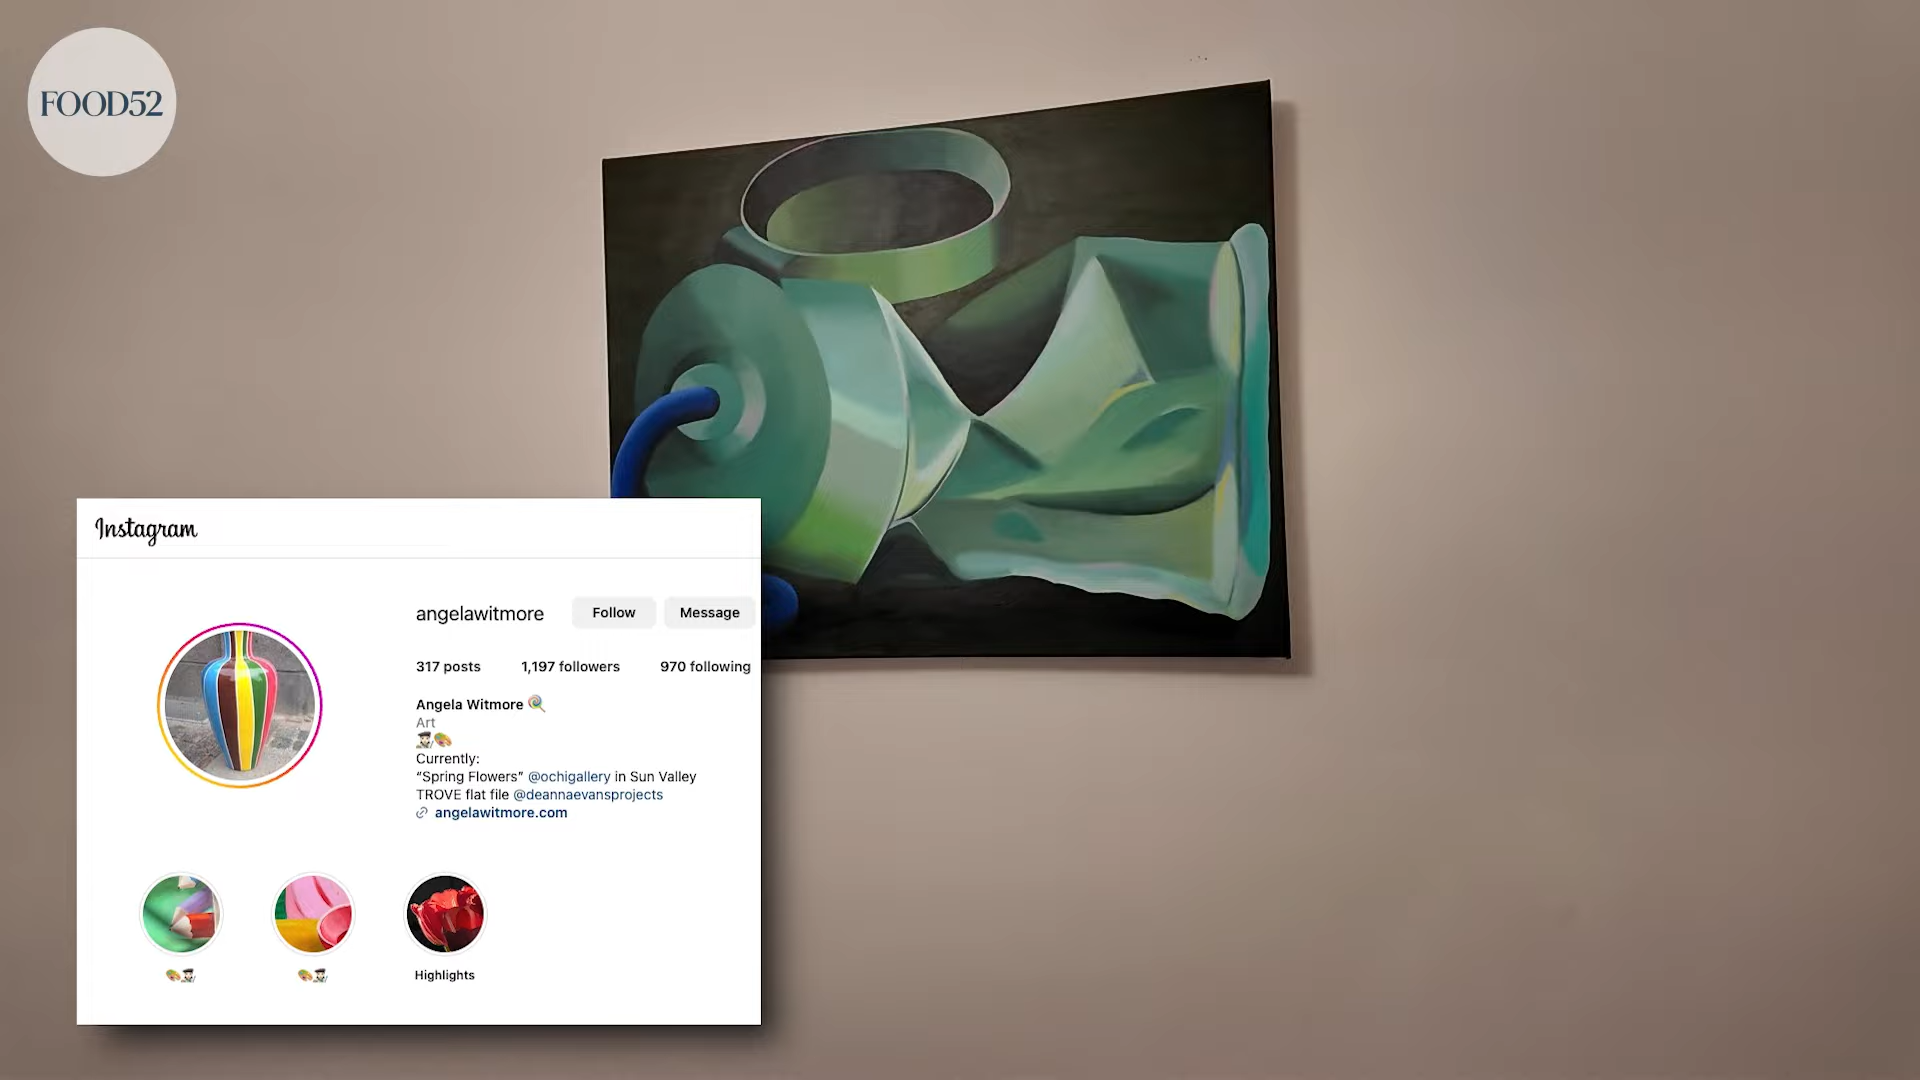 FOOD52
Instagram
angelawitmore Follow Message
317 posts 1,197 followers 970 following
Angela Witmore
Art
Currently:
“Spring Flowers” @ochigallery in Sun Valley
TROVE flat file @deannaevansprojects
angelawitmore.com
Highlights